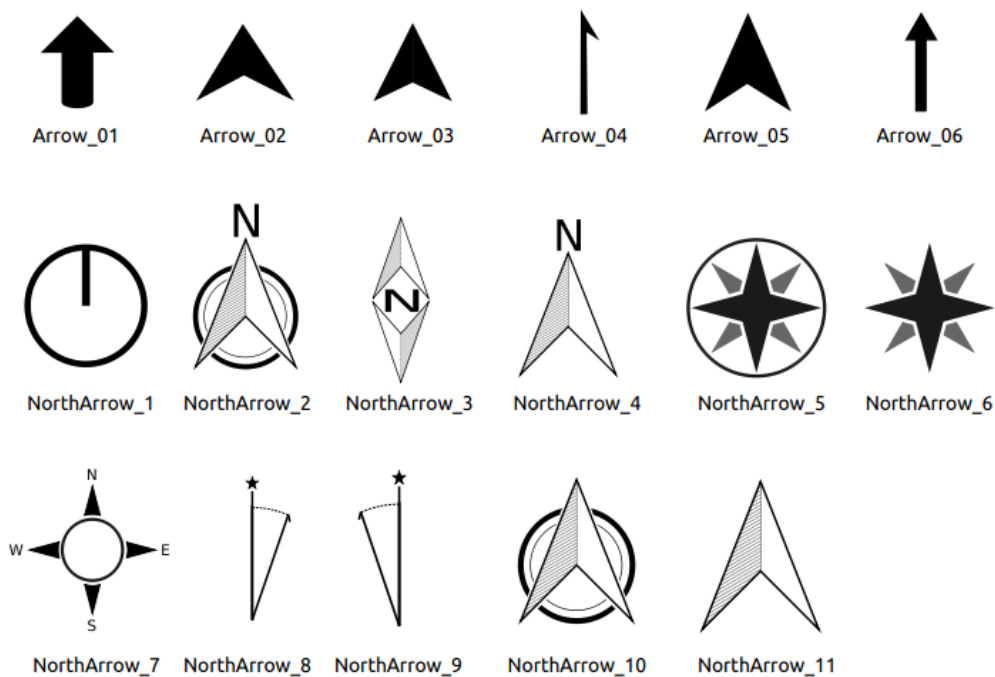 Arrow_01 Arrow_02 Arrow_03 Arrow_04 Arrow_05 Arrow_06
N N
N
NorthArrow_1 NorthArrow_2 NorthArrow_3 NorthArrow_4 NorthArrow_5 NorthArrow_6
N
W E
S
NorthArrow_7 NorthArrow_8 NorthArrow_9 NorthArrow_10 NorthArrow_11